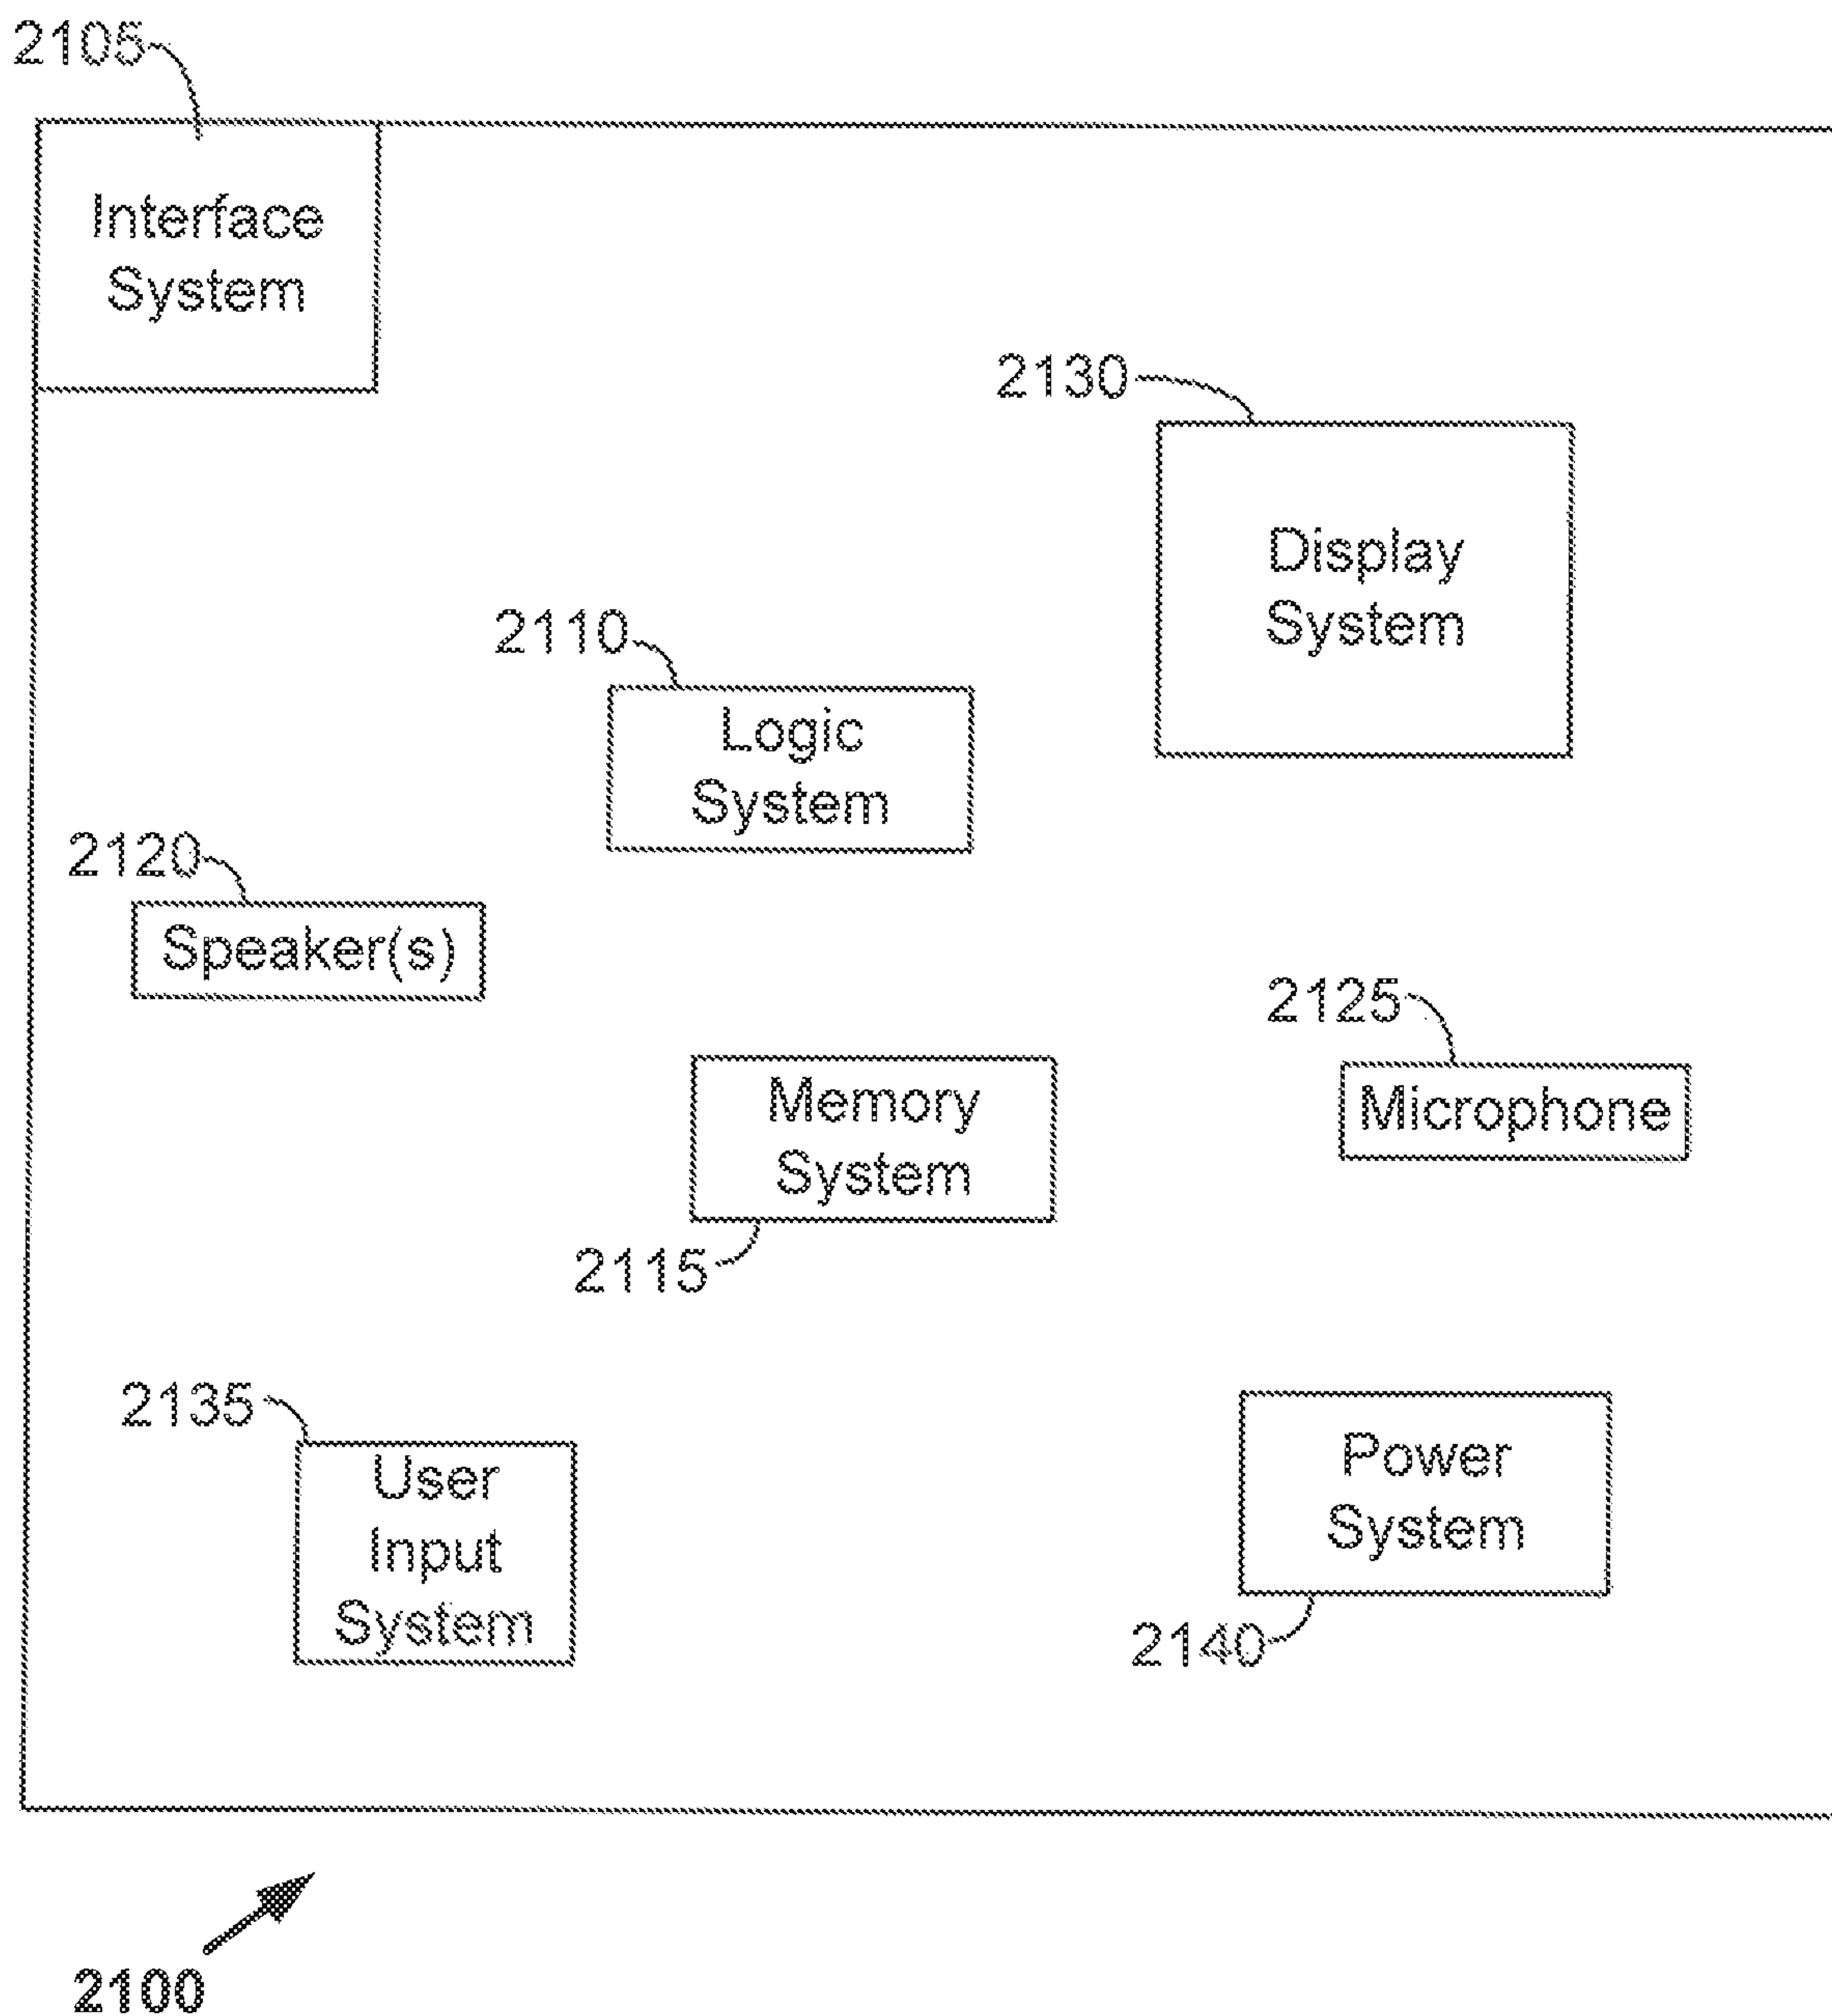 2105
Interface
System
2130
Display
System
2110
Logic
System
2120
Speaker(s)
2125
Microphone
Memory
System
2115
2135
User
Input
System
Power
System
2140
2100